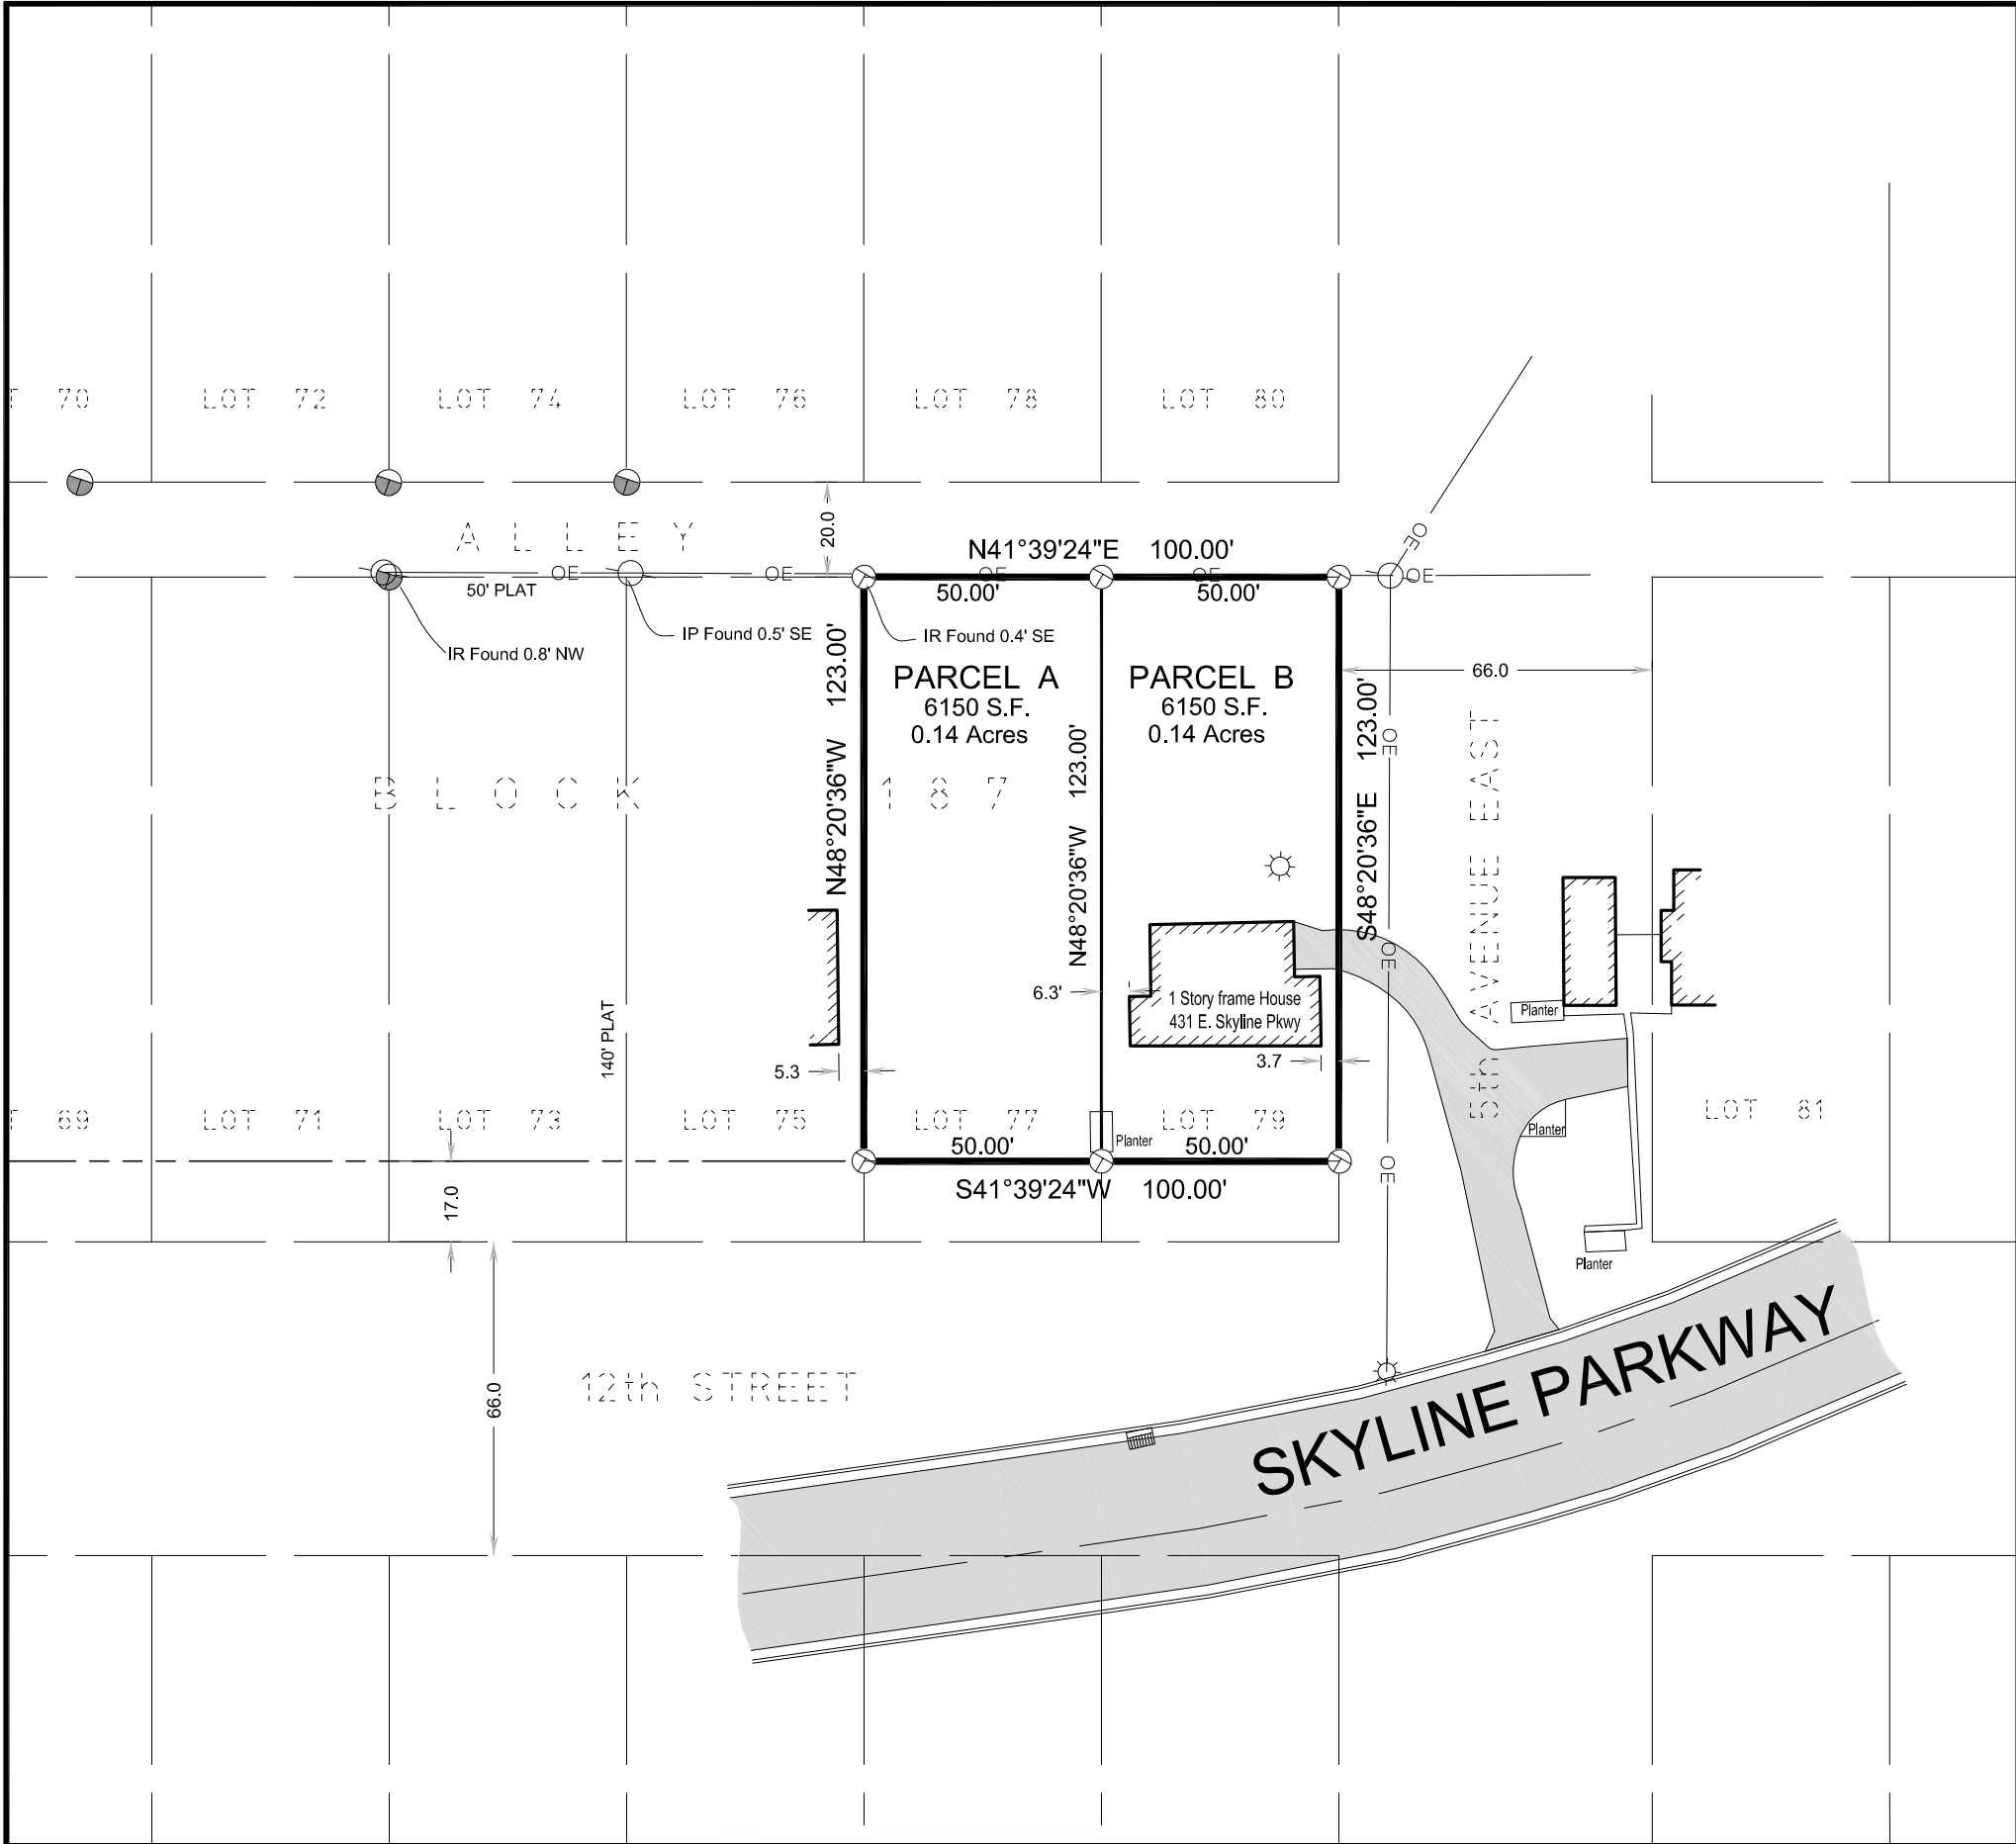 T 70
LOT 72
LOT 74
LOT 76
LOT 78
LOT 80
ALLEY
20.0
N41°39'24"E 100.00'
OE
OE
OE
OE
OE
OE
50' PLAT
50.00'
50.00'
IR Found 0.8' NW
IP Found 0.5' SE
IR Found 0.4' SE
PARCEL A
6150 S.F.
0.14 Acres
PARCEL B
6150 S.F.
0.14 Acres
66.0
N48°20'36"W 123.00'
N48°20'36"W 123.00'
S48°20'36"E 123.00'
OE
OE
OE
BLOCK 187
5th AVENUE EAST
6.3'
1 Story frame House
431 E. Skyline Pkwy
Planter
140' PLAT
5.3
3.7
T 69
LOT 71
LOT 73
LOT 75
LOT 77
LOT 79
LOT 81
Planter
Planter
50.00'
50.00'
S41°39'24"W 100.00'
17.0
Planter
66.0
12th STREET
SKYLINE PARKWAY